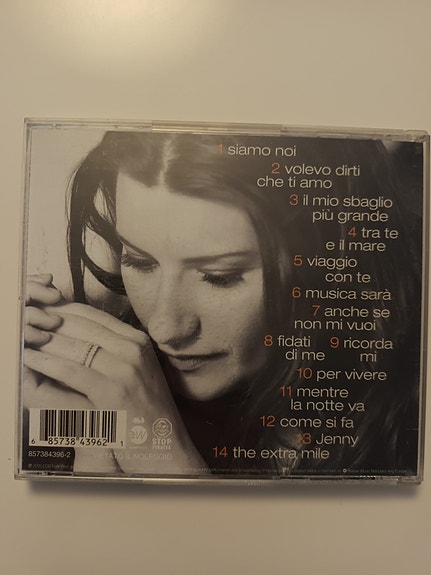 1 siamo noi
2 volevo dirti
che ti amo
3 il mio sbaglio
più grande
4 tra te
e il mare
5 viaggio
con te
6 musica sarà
7 anche se
non mi vuoi
8 fidati
di me
9 ricorda
mi
10 per vivere
11 mentre
la notte va
12 come si fa
13 Jenny
14 the extra mile
6 85738 43962 1
STOP
857384396-2
IL NOLEGGIO